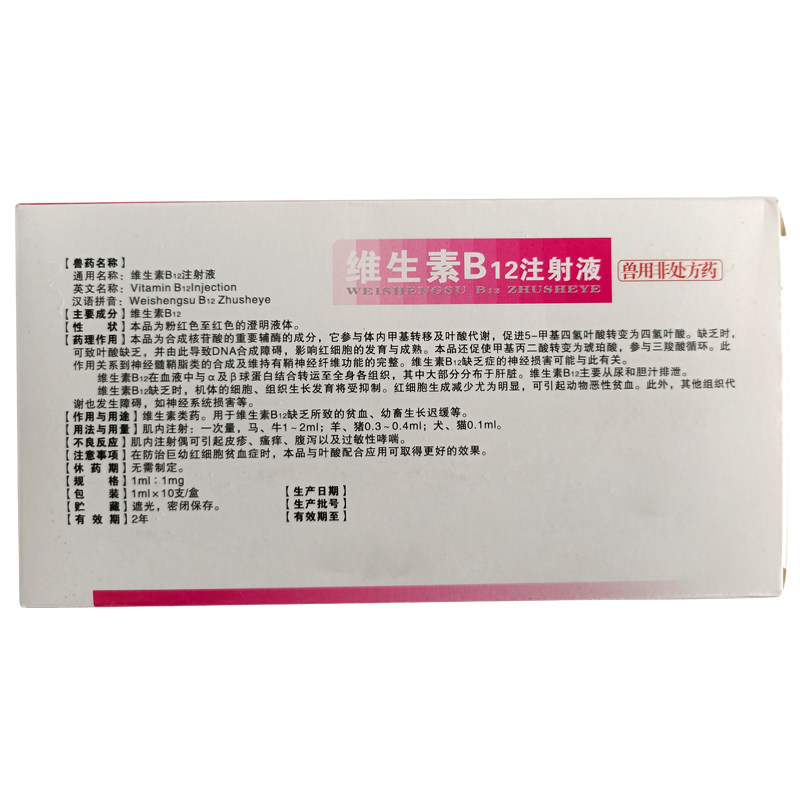 维生素B12注射液
WEISHENGSU B12 ZHUSHEYE
兽用非处方药
【兽药名称】
通用名称：维生素B12注射液
英文名称：Vitamin B12Injection
汉语拼音：Weishengsu B12 Zhusheye
【主要成分】维生素B12
【性　　状】本品为粉红色至红色的澄明液体。
【药理作用】本品为合成核苷酸的重要辅酶的成分，它参与体内甲基转移及叶酸代谢，促进5-甲基四氢叶酸转变为四氢叶酸。缺乏时，
可致叶酸缺乏，并由此导致DNA合成障碍，影响红细胞的发育与成熟。本品还促使甲基丙二酸转变为琥珀酸，参与三羧酸循环。此
作用关系到神经髓鞘脂类的合成及维持有鞘神经纤维功能的完整。维生素B12缺乏症的神经损害可能与此有关。
维生素B12在血液中与α及β球蛋白结合转运至全身各组织，其中大部分分布于肝脏。维生素B12主要从尿和胆汁排泄。
维生素B12缺乏时，机体的细胞、组织生长发育将受抑制。红细胞生成减少尤为明显，可引起动物恶性贫血。此外，其他组织代
谢也发生障碍，如神经系统损害等。
【作用与用途】维生素类药。用于维生素B12缺乏所致的贫血、幼畜生长迟缓等。
【用法与用量】肌内注射：一次量，马、牛1~2ml；羊、猪0.3~0.4ml；犬、猫0.1ml。
【不良反应】肌内注射偶可引起皮疹、瘙痒、腹泻以及过敏性哮喘。
【注意事项】在防治巨幼红细胞贫血症时，本品与叶酸配合应用可取得更好的效果。
【休 药 期】无需制定。
【规　　格】1ml：1mg
【包　　装】1ml×10支/盒
【贮　　藏】遮光，密闭保存。
【有 效 期】2年
【生产日期】
【生产批号】
【有效期至】